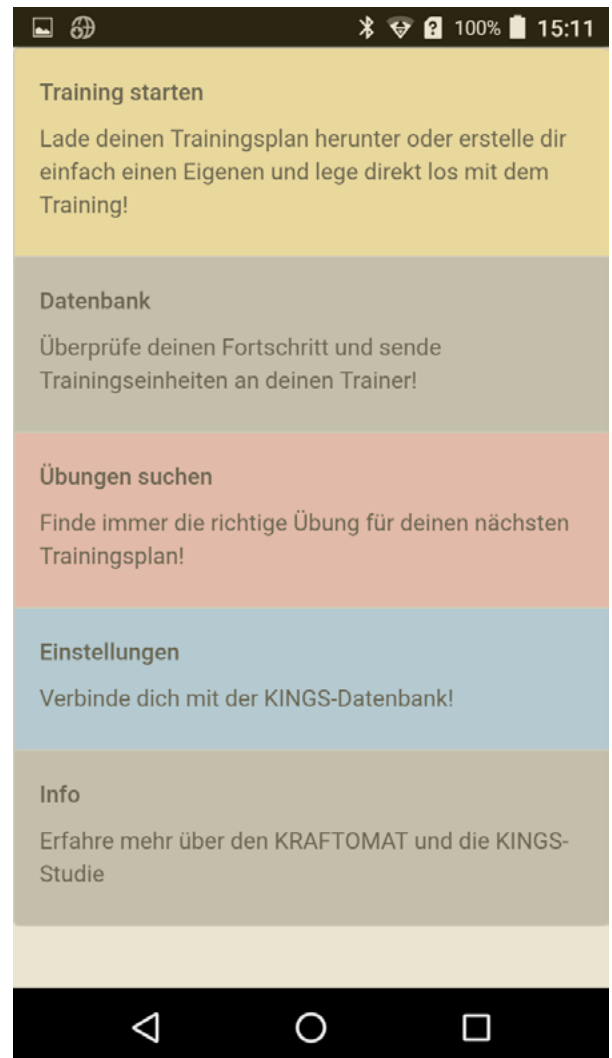 100% 15:11
Training starten
Lade deinen Trainingsplan herunter oder erstelle dir
einfach einen Eigenen und lege direkt los mit dem
Training!
Datenbank
Überprüfe deinen Fortschritt und sende
Trainingseinheiten an deinen Trainer!
Übungen suchen
Finde immer die richtige Übung für deinen nächsten
Trainingsplan!
Einstellungen
Verbinde dich mit der KINGS-Datenbank!
Info
Erfahre mehr über den KRAFTOMAT und die KINGS-
Studie